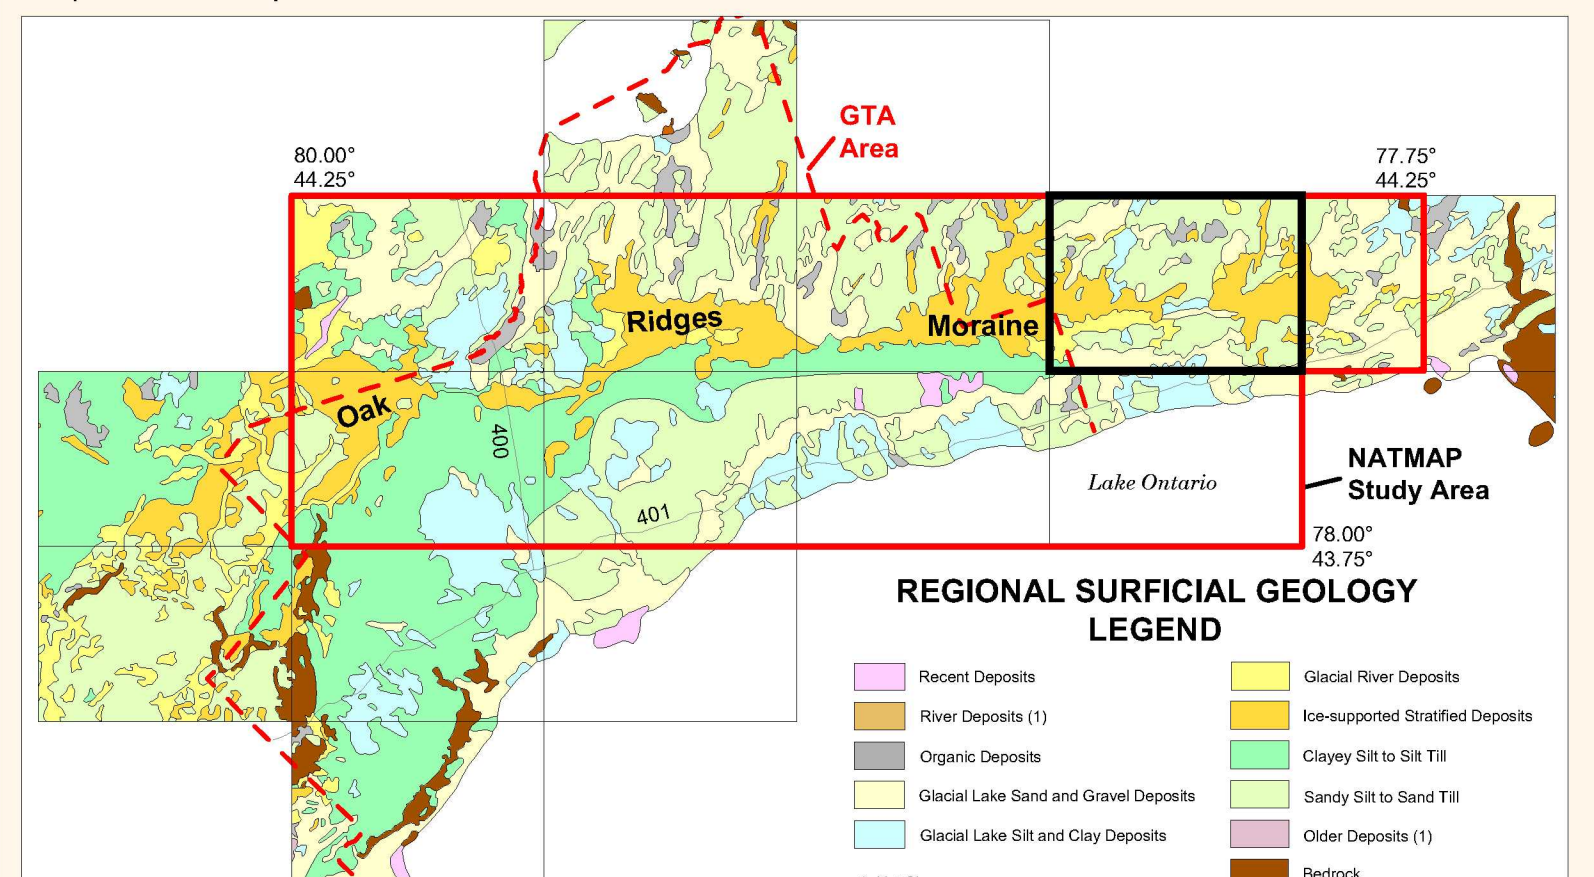 GTA
Area
80.00°
44.25°
77.75°
44.25°
Ridges
Moraine
Oak
400
401
Lake Ontario
NATMAP
Study Area
78.00°
43.75°
REGIONAL SURFICIAL GEOLOGY
LEGEND
Recent Deposits
River Deposits (1)
Organic Deposits
Glacial Lake Sand and Gravel Deposits
Glacial Lake Silt and Clay Deposits
Glacial River Deposits
Ice-supported Stratified Deposits
Clayey Silt to Silt Till
Sandy Silt to Sand Till
Older Deposits (1)
Bedrock